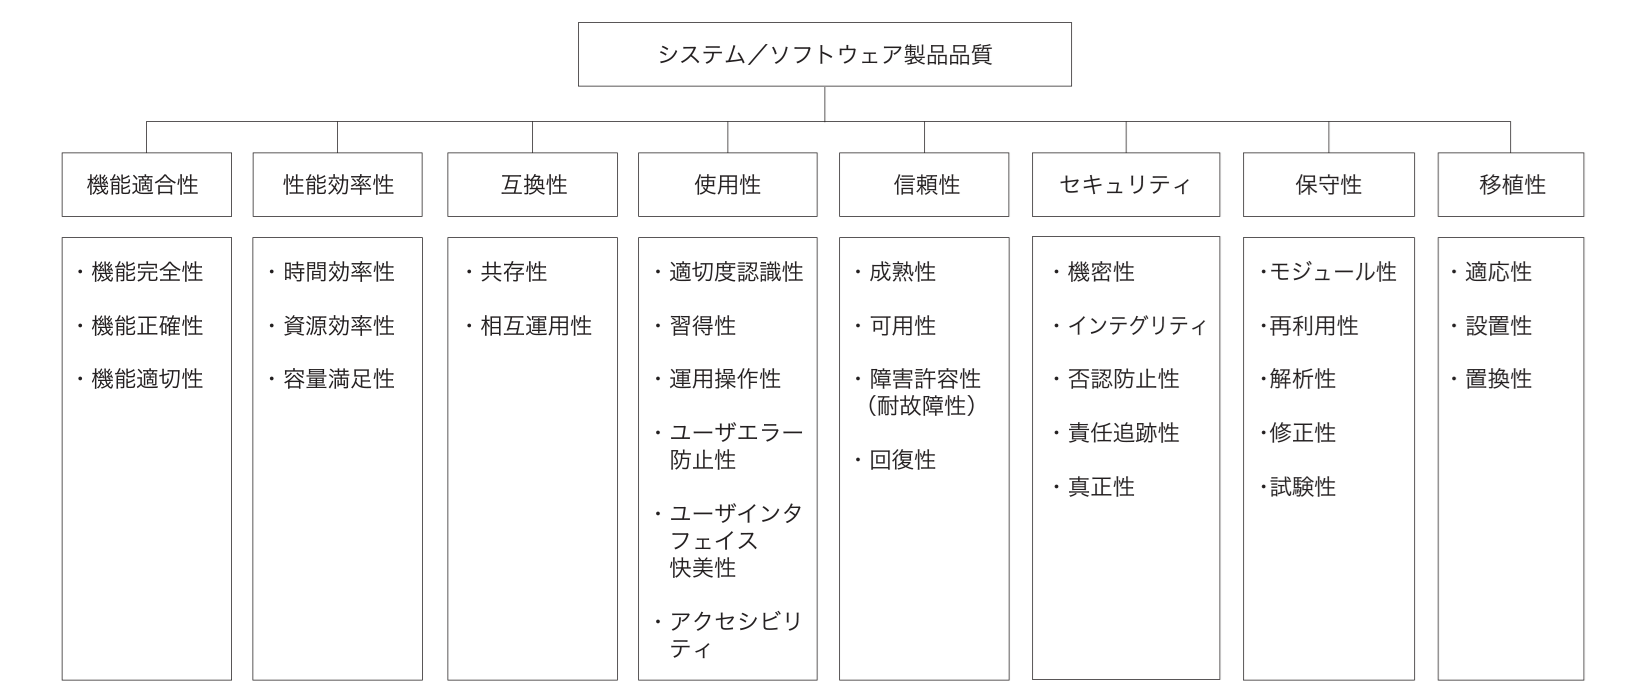 システム／ソフトウェア製品品質
機能適合性
性能効率性
互換性
使用性
信頼性
セキュリティ
保守性
移植性
・機能完全性
・機能正確性
・機能適切性
・時間効率性
・資源効率性
・容量満足性
・共存性
・相互運用性
・適切度認識性
・習得性
・運用操作性
・ユーザエラー
防止性
・ユーザインタ
フェイス
快美性
・アクセシビリ
ティ
・成熟性
・可用性
・障害許容性
（耐故障性）
・回復性
・機密性
・インテグリティ
・否認防止性
・責任追跡性
・真正性
・モジュール性
・再利用性
・解析性
・修正性
・試験性
・適応性
・設置性
・置換性